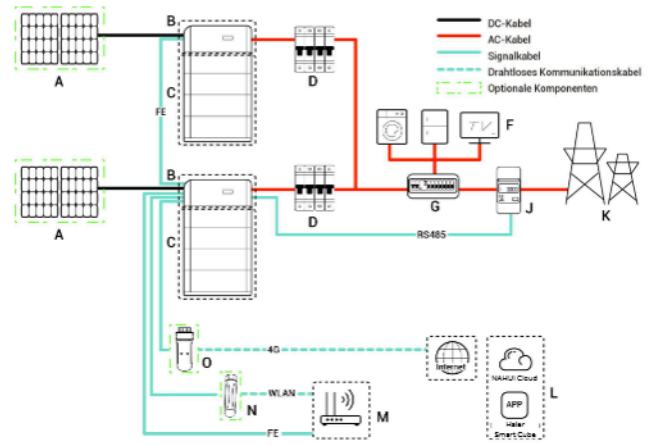 B
DC-Kabel
AC-Kabel
Signalkabel
Drahtloses Kommunikationskabel
Optionale Komponenten
A
C
D
FE
TV
F
B
A
C
D
G
J
K
RS485
O
4G
Internet
NAHUI Cloud
APP
Haier
Smart Cube
L
N
WLAN
M
FE